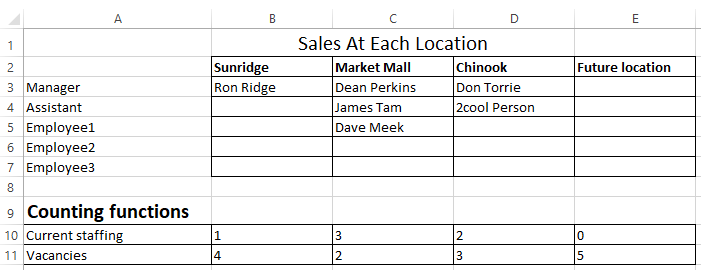 A B C D E
1 Sales At Each Location
2 Sunridge Market Mall Chinook Future location
3 Manager Ron Ridge Dean Perkins Don Torrie
4 Assistant James Tam 2cool Person
5 Employee1 Dave Meek
6 Employee2
7 Employee3
8
9 Counting functions
10 Current staffing 1 3 2 0
11 Vacancies 4 2 3 5